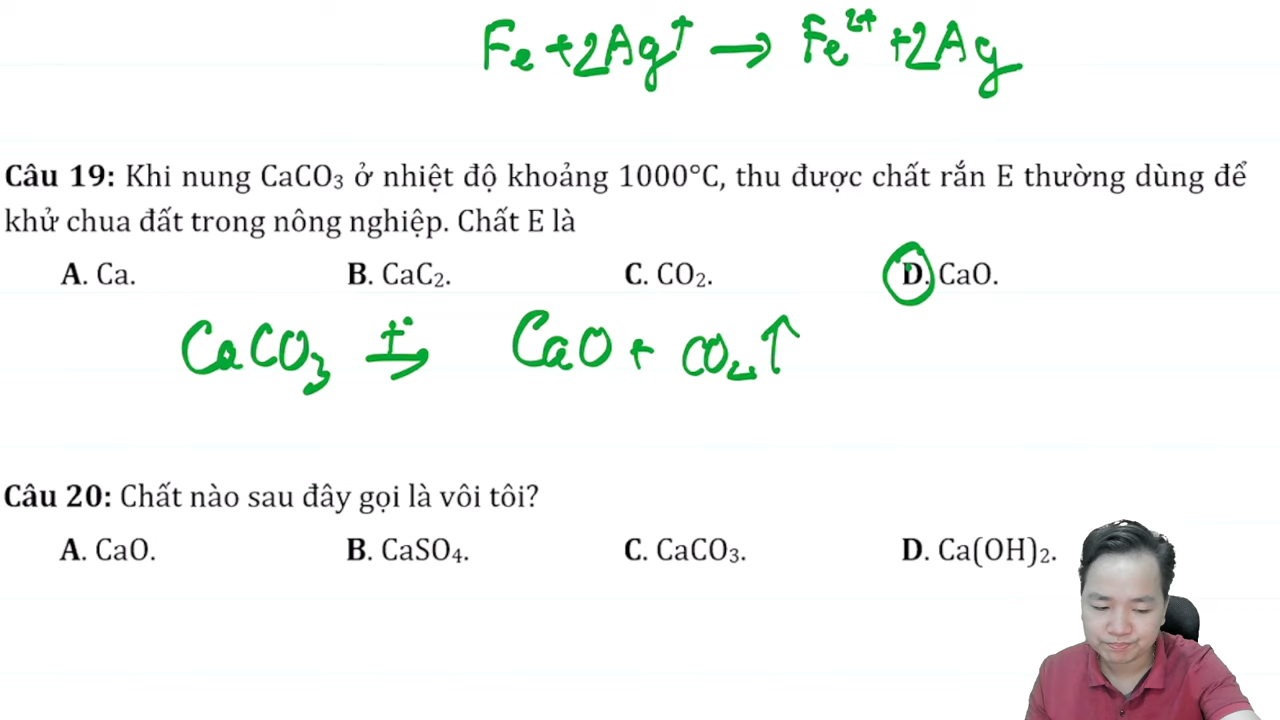 Fe + 2Ag⁺ → Fe²⁺ + 2Ag
Câu 19: Khi nung CaCO₃ ở nhiệt độ khoảng 1000°C, thu được chất rắn E thường dùng để
khử chua đất trong nông nghiệp. Chất E là
A. Ca. B. CaC₂. C. CO₂. D. CaO.
CaCO₃ t° → CaO + CO₂ ↑
Câu 20: Chất nào sau đây gọi là vôi tôi?
A. CaO. B. CaSO₄. C. CaCO₃. D. Ca(OH)₂.